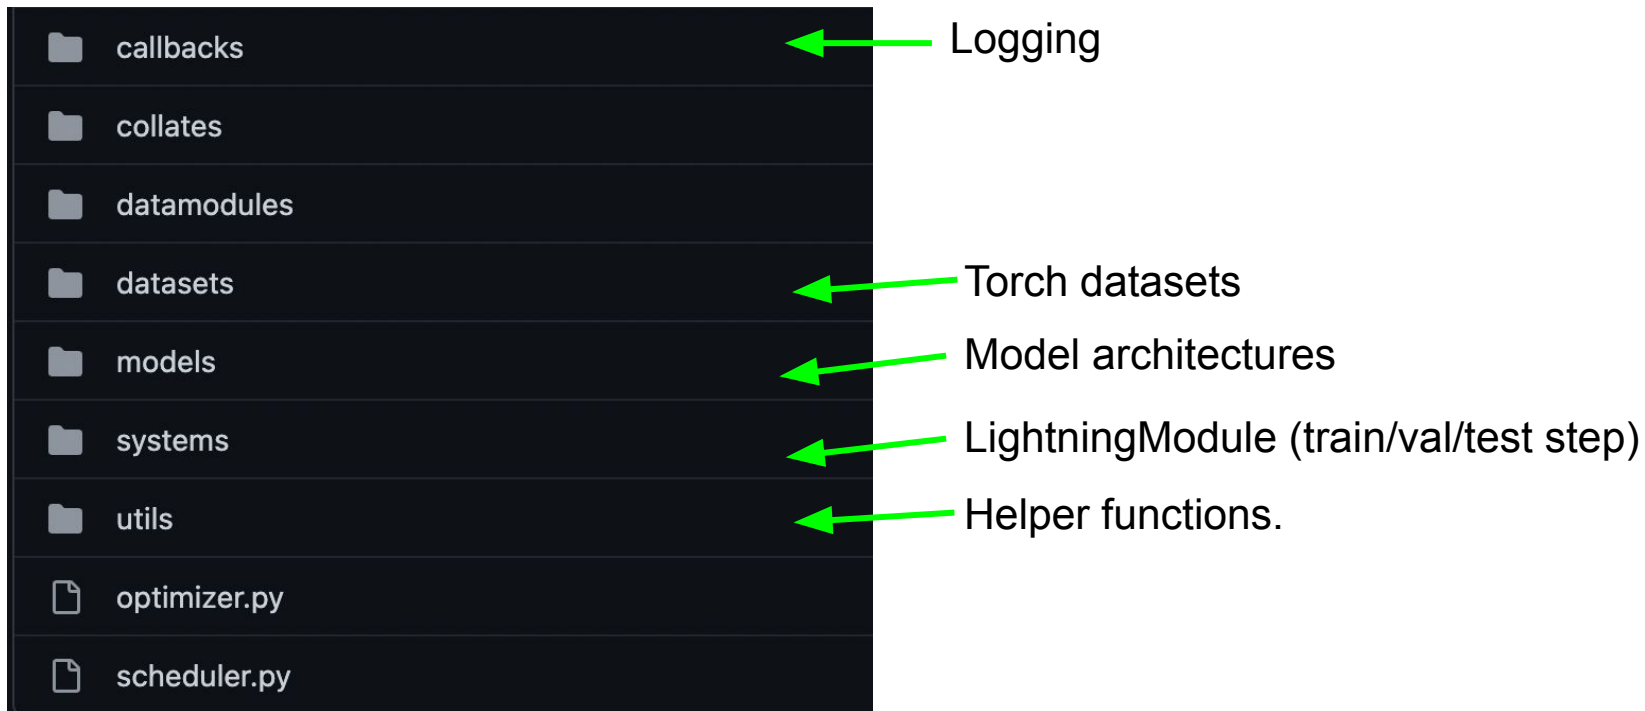 callbacks
Logging
collates
datamodules
datasets
Torch datasets
models
Model architectures
systems
LightningModule (train/val/test step)
utils
Helper functions.
optimizer.py
scheduler.py